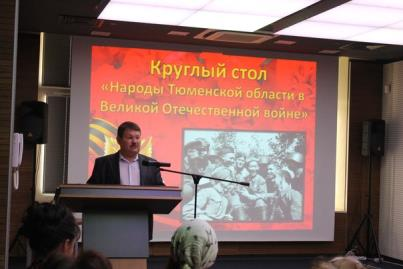 Круглый стол
«Народы Тюменской области в
Великой Отечественной войне»